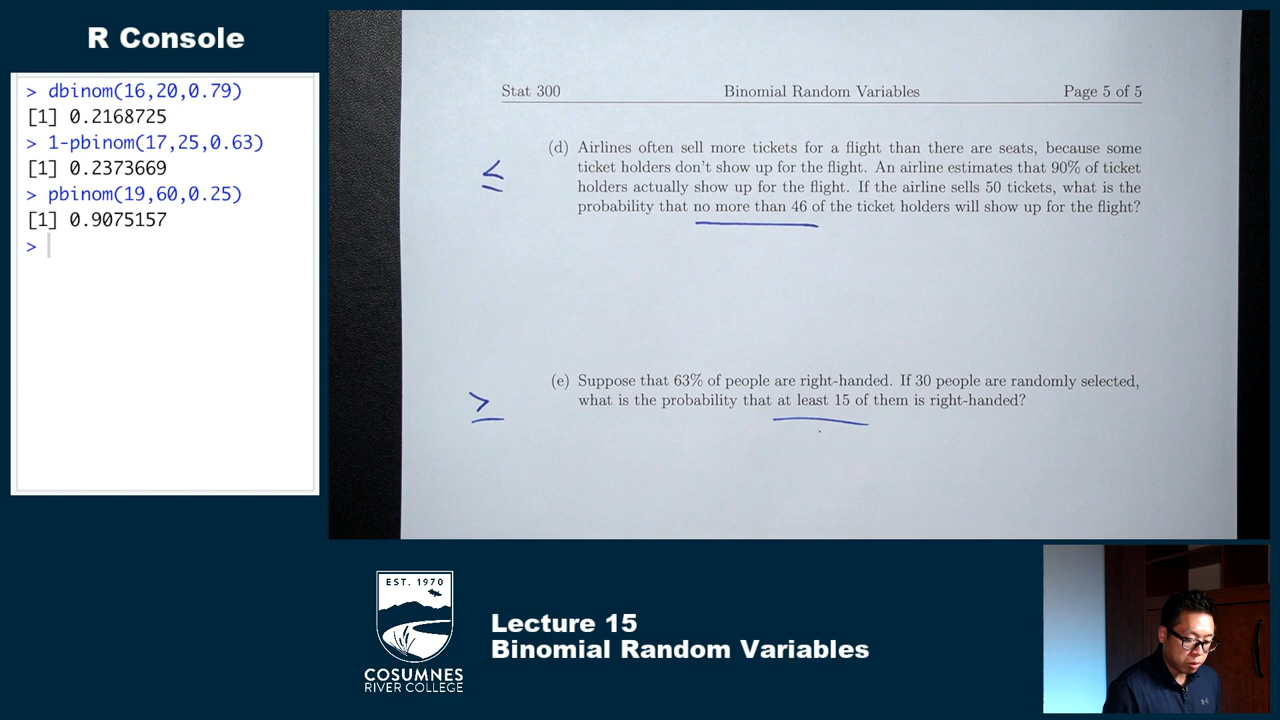 R Console
> dbinom(16,20,0.79)
[1] 0.2168725
> 1-pbinom(17,25,0.63)
[1] 0.2373669
> pbinom(19,60,0.25)
[1] 0.9075157
>
Stat 300 Binomial Random Variables Page 5 of 5
(d) Airlines often sell more tickets for a flight than there are seats, because some
ticket holders don't show up for the flight. An airline estimates that 90% of ticket
holders actually show up for the flight. If the airline sells 50 tickets, what is the
probability that no more than 46 of the ticket holders will show up for the flight?
≤
(e) Suppose that 63% of people are right-handed. If 30 people are randomly selected,
what is the probability that at least 15 of them is right-handed?
≥
EST. 1970
COSUMNES
RIVER COLLEGE
Lecture 15
Binomial Random Variables